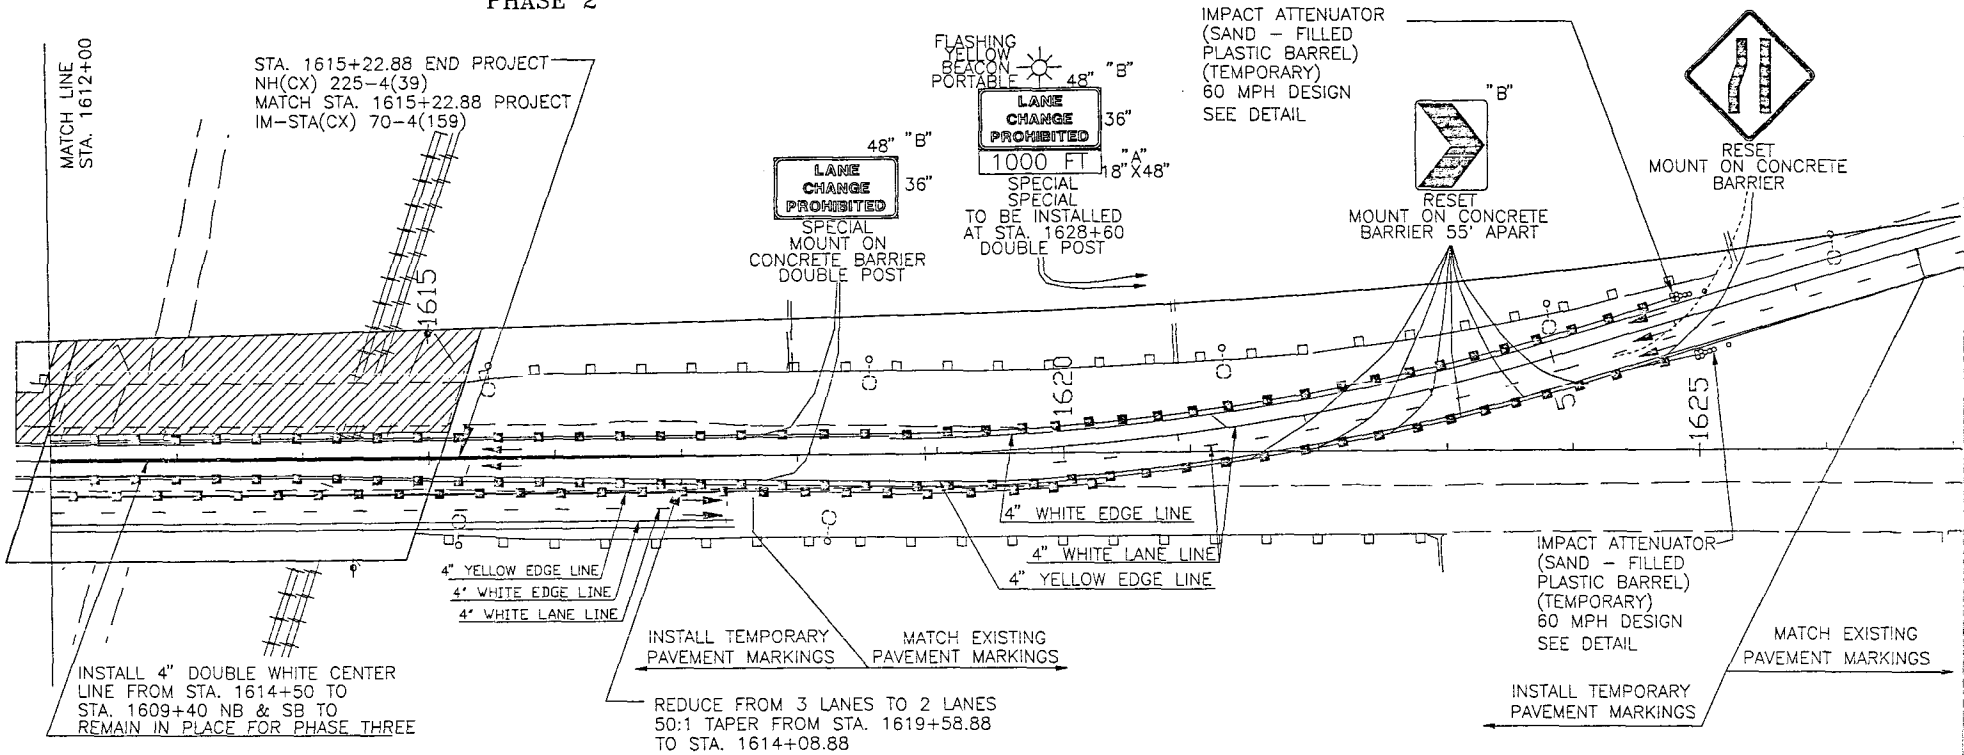 PHASE 2
MATCH LINE
STA. 1612+00
STA. 1615+22.88 END PROJECT
NH(CX) 225-4(39)
MATCH STA. 1615+22.88 PROJECT
IM-STA(CX) 70-4(159)
48" "B"
LANE
CHANGE
PROHIBITED
36"
SPECIAL
MOUNT ON
CONCRETE BARRIER
DOUBLE POST
FLASHING
YELLOW
BEACON
PORTABLE
48" "B"
LANE
CHANGE
PROHIBITED
36"
1000 FT
"A"
18"X48"
SPECIAL
SPECIAL
TO BE INSTALLED
AT STA. 1628+60
DOUBLE POST
IMPACT ATTENUATOR
(SAND - FILLED
PLASTIC BARREL)
(TEMPORARY)
60 MPH DESIGN
SEE DETAIL
"B"
RESET
MOUNT ON CONCRETE
BARRIER 55' APART
RESET
MOUNT ON CONCRETE
BARRIER
1615
1620
5
1625
4" WHITE EDGE LINE
4" WHITE LANE LINE
4" YELLOW EDGE LINE
4" YELLOW EDGE LINE
4" WHITE EDGE LINE
4" WHITE LANE LINE
INSTALL TEMPORARY
PAVEMENT MARKINGS
MATCH EXISTING
PAVEMENT MARKINGS
INSTALL 4" DOUBLE WHITE CENTER
LINE FROM STA. 1614+50 TO
STA. 1609+40 NB & SB TO
REMAIN IN PLACE FOR PHASE THREE
REDUCE FROM 3 LANES TO 2 LANES
50:1 TAPER FROM STA. 1619+58.88
TO STA. 1614+08.88
IMPACT ATTENUATOR
(SAND - FILLED
PLASTIC BARREL)
(TEMPORARY)
60 MPH DESIGN
SEE DETAIL
MATCH EXISTING
PAVEMENT MARKINGS
INSTALL TEMPORARY
PAVEMENT MARKINGS